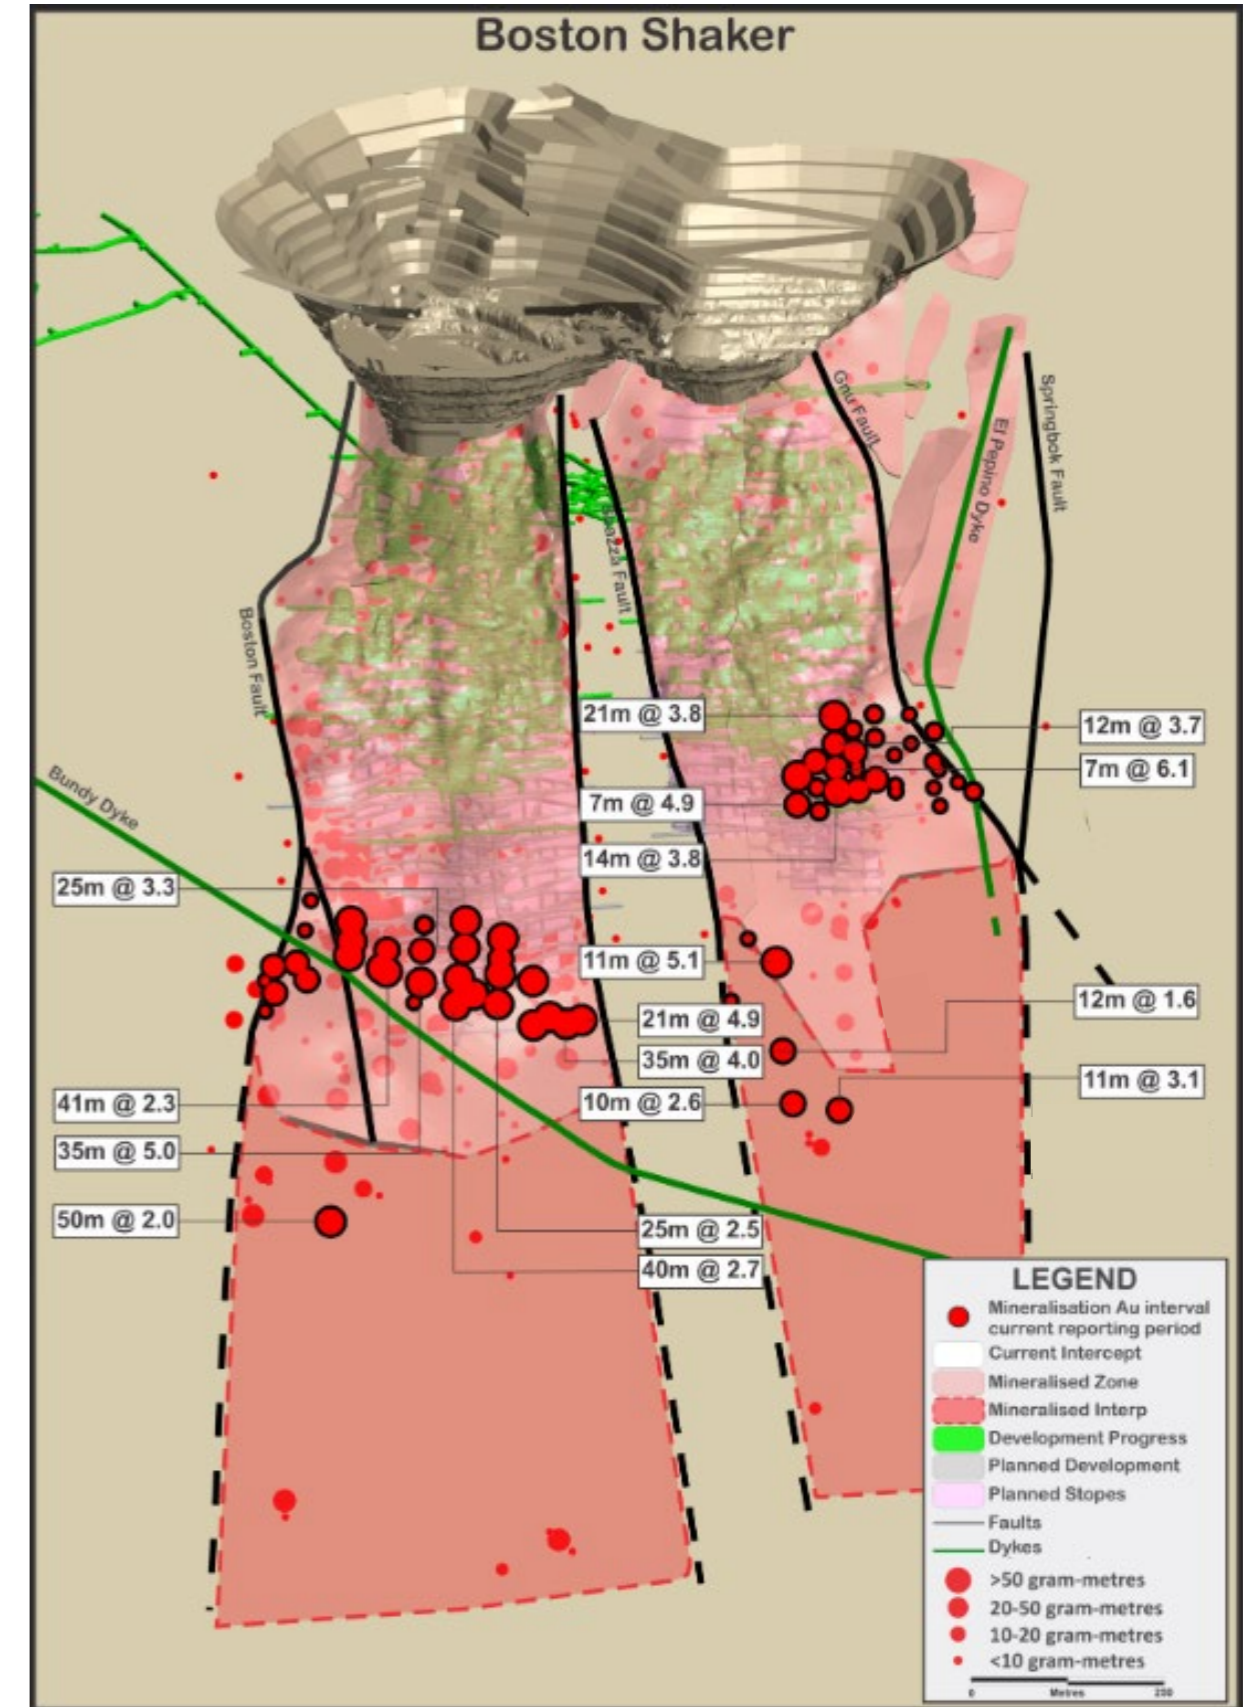 Boston Shaker
Gnu Fault
Springbok Fault
El Pepino Dyke
Fault
Boston Fault
Bundy Dyke
21m @ 3.8
12m @ 3.7
7m @ 6.1
7m @ 4.9
14m @ 3.8
25m @ 3.3
11m @ 5.1
12m @ 1.6
21m @ 4.9
35m @ 4.0
11m @ 3.1
41m @ 2.3
10m @ 2.6
35m @ 5.0
50m @ 2.0
25m @ 2.5
40m @ 2.7
LEGEND
Mineralisation Au interval
current reporting period
Current Intercept
Mineralised Zone
Mineralised Interp
Development Progress
Planned Development
Planned Stopes
Faults
Dykes
>50 gram-metres
20-50 gram-metres
10-20 gram-metres
<10 gram-metres
0 Metres